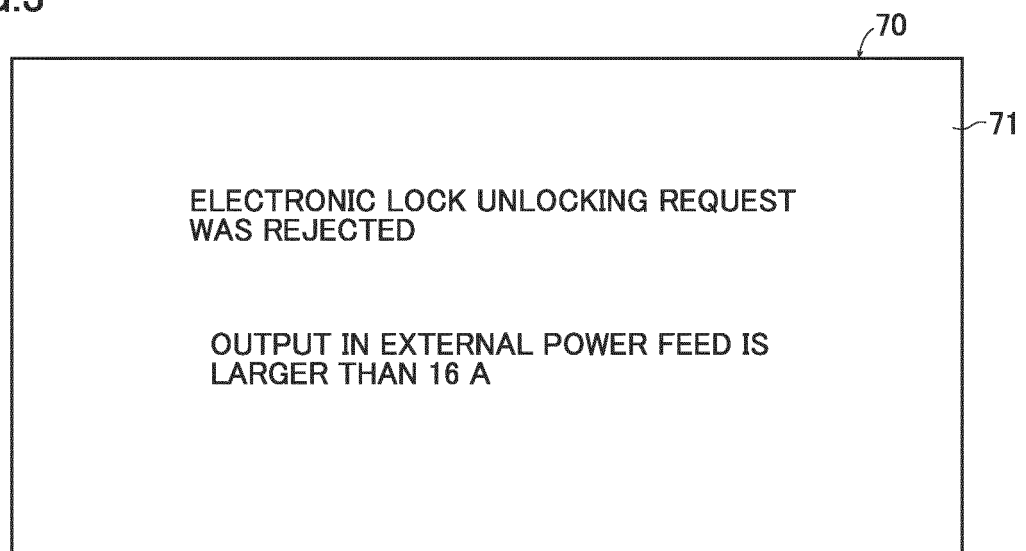 70
71
ELECTRONIC LOCK UNLOCKING REQUEST
WAS REJECTED
OUTPUT IN EXTERNAL POWER FEED IS
LARGER THAN 16 A